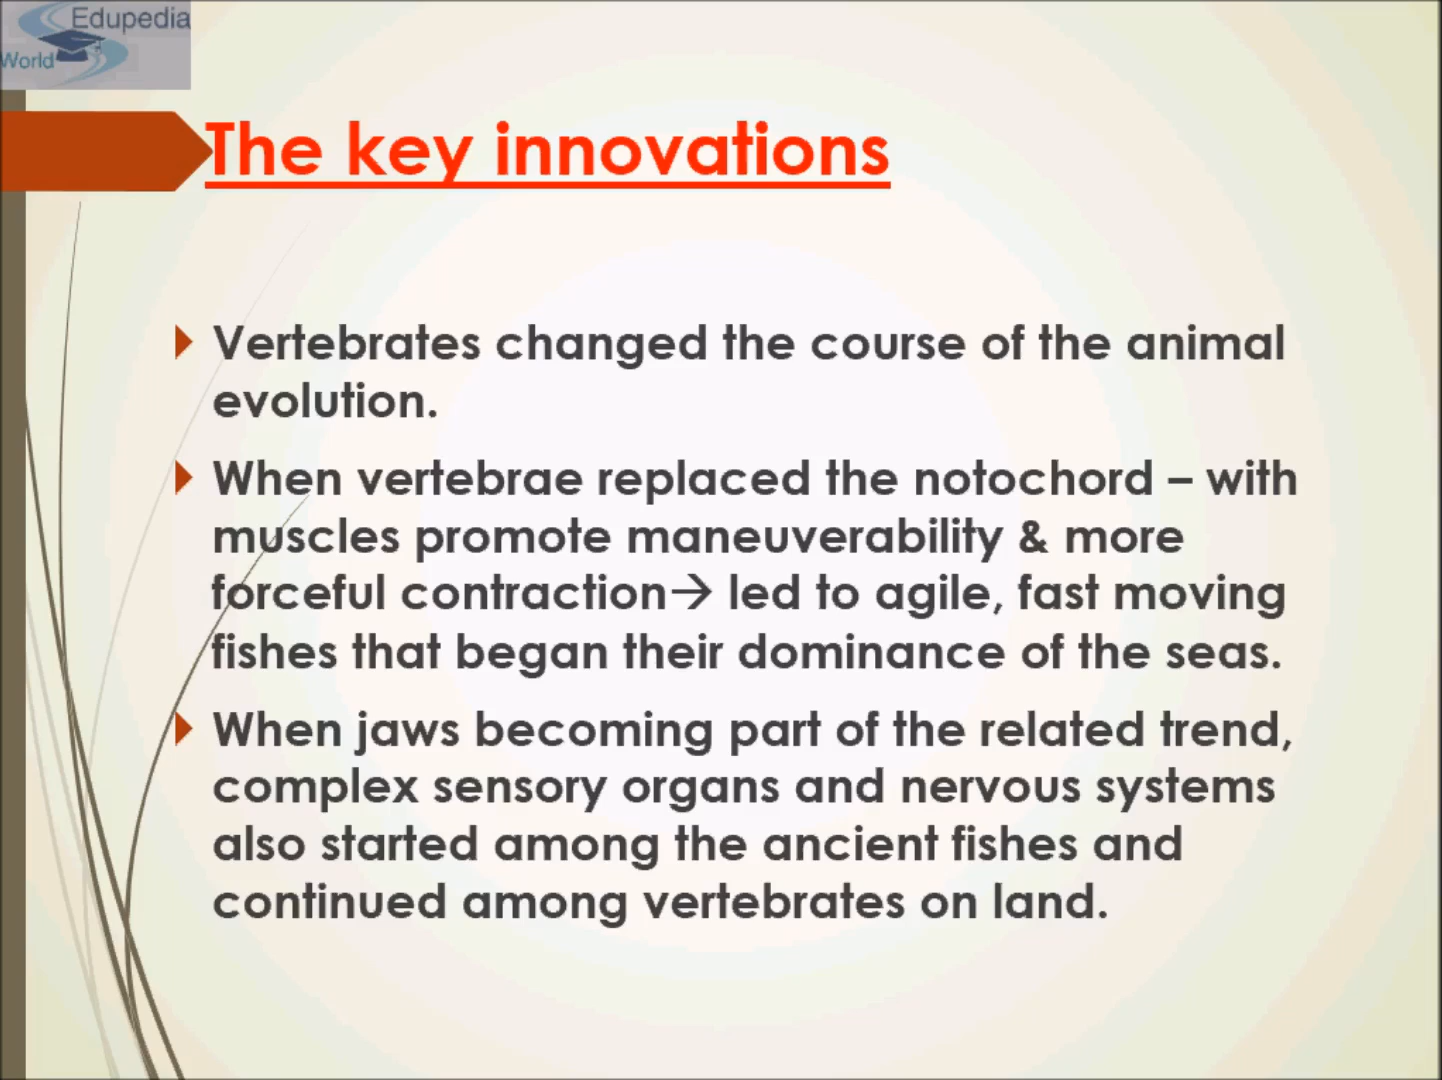 Edupedia
World
The key innovations
Vertebrates changed the course of the animal
evolution.
When vertebrae replaced the notochord – with
muscles promote maneuverability & more
forceful contraction→ led to agile, fast moving
fishes that began their dominance of the seas.
When jaws becoming part of the related trend,
complex sensory organs and nervous systems
also started among the ancient fishes and
continued among vertebrates on land.